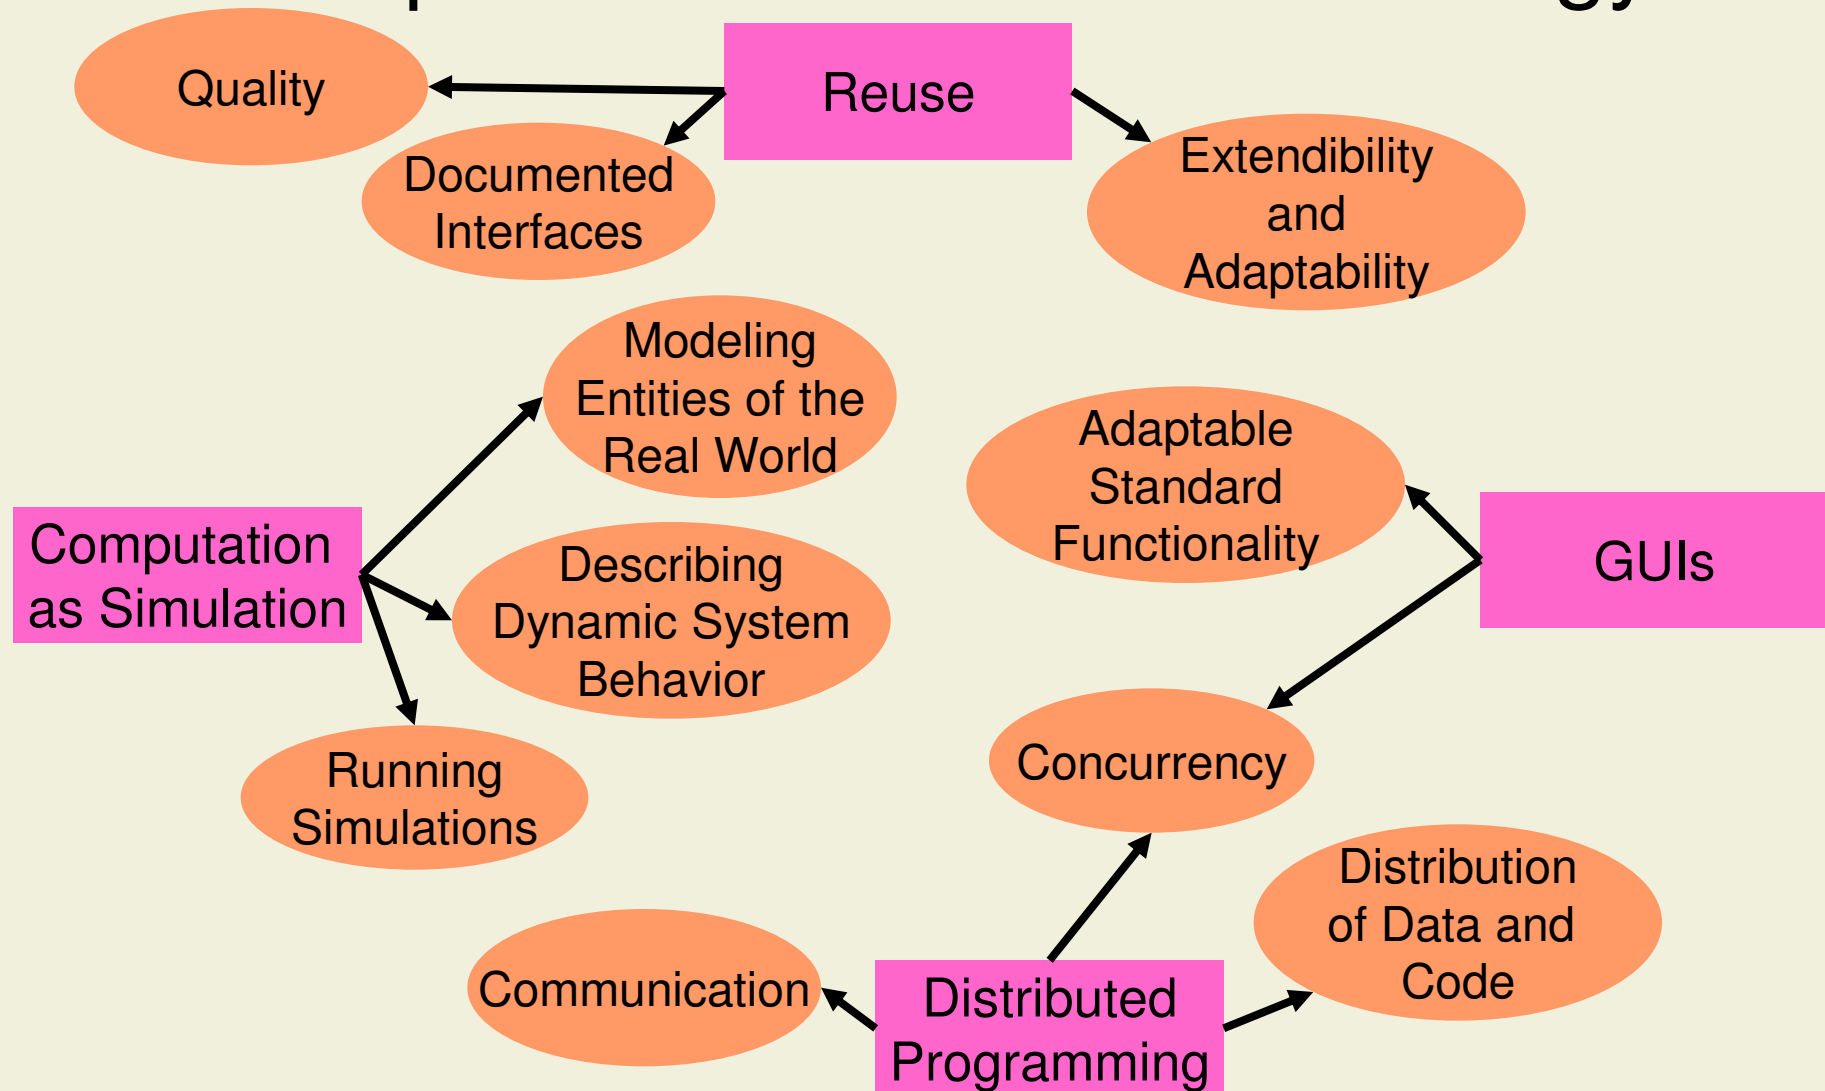 Quality
Reuse
Documented
Interfaces
Extendibility
and
Adaptability
Modeling
Entities of the
Real World
Adaptable
Standard
Functionality
Computation
as Simulation
Describing
Dynamic System
Behavior
GUIs
Running
Simulations
Concurrency
Distribution
of Data and
Code
Communication
Distributed
Programming